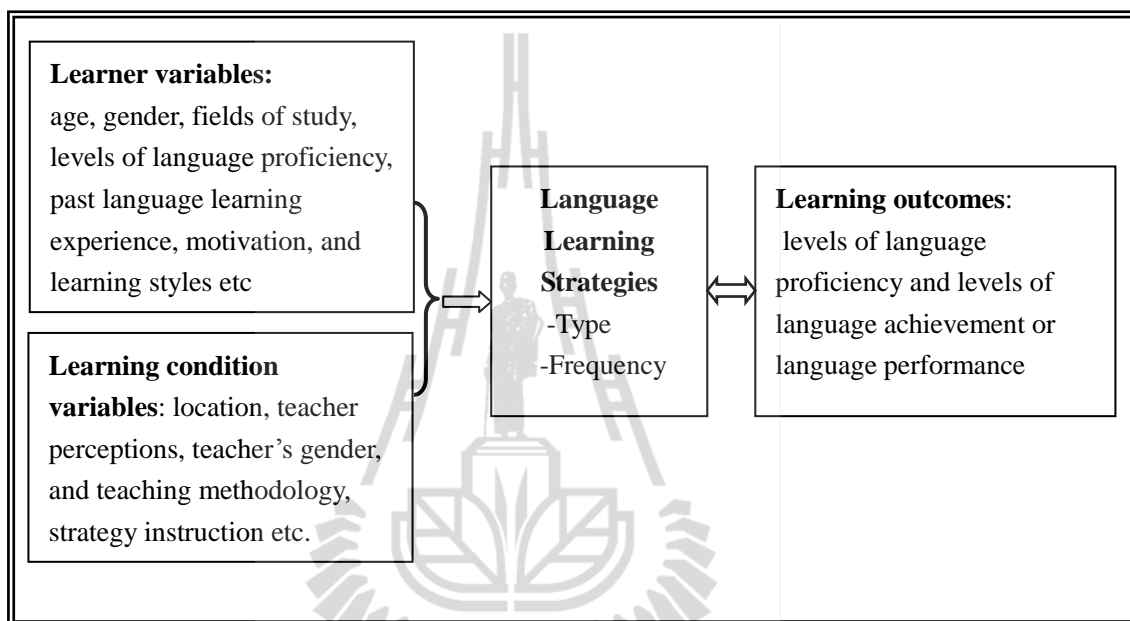 Learner variables:
age, gender, fields of study,
levels of language proficiency,
past language learning
experience, motivation, and
learning styles etc
Learning condition
variables: location, teacher
perceptions, teacher's gender,
and teaching methodology,
strategy instruction etc.
Language
Learning
Strategies
-Type
-Frequency
Learning outcomes:
levels of language
proficiency and levels of
language achievement or
language performance